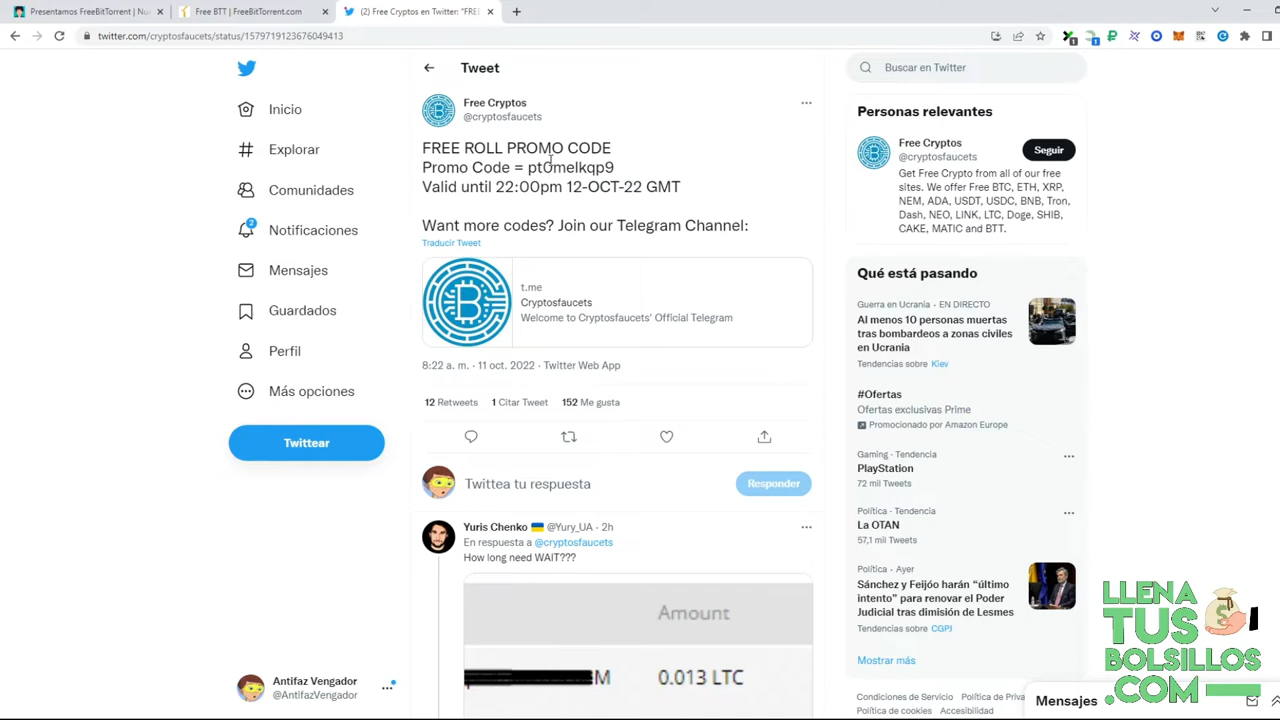 Presentamos FreeBitTorrent | Nu
Free BTT | FreeBitTorrent.com
(2) Free Cryptos en Twitter: "FREE
twitter.com/cryptosfaucets/status/1579719123676049413
Tweet
Buscar en Twitter
Inicio
Explorar
Comunidades
2
Notificaciones
Mensajes
Guardados
Perfil
Más opciones
Twittear
Antifaz Vengador
@AntifazVengador
Free Cryptos
@cryptosfaucets
FREE ROLL PROMO CODE
Promo Code = pt0melkqp9
Valid until 22:00pm 12-OCT-22 GMT
Want more codes? Join our Telegram Channel:
Traducir Tweet
t.me
Cryptosfaucets
Welcome to Cryptosfaucets' Official Telegram
8:22 a. m. · 11 oct. 2022 · Twitter Web App
12 Retweets 1 Citar Tweet 152 Me gusta
Twittea tu respuesta
Responder
Yuris Chenko 🇺🇦 @Yury_UA · 2h
En respuesta a @cryptosfaucets
How long need WAIT???
Amount
M 0.013 LTC
Personas relevantes
Free Cryptos
@cryptosfaucets
Seguir
Get Free Crypto from all of our free
sites. We offer Free BTC, ETH, XRP,
NEM, ADA, USDT, USDC, BNB, Tron,
Dash, NEO, LINK, LTC, Doge, SHIB,
CAKE, MATIC and BTT.
Qué está pasando
Guerra en Ucrania · EN DIRECTO
Al menos 10 personas muertas
tras bombardeos a zonas civiles
en Ucrania
Tendencias sobre Kiev
#Ofertas
Ofertas exclusivas Prime
Promocionado por Amazon Europe
Gaming · Tendencia
PlayStation
72 mil Tweets
Política · Tendencia
La OTAN
57,1 mil Tweets
Política · Ayer
Sánchez y Feijóo harán “último
intento” para renovar el Poder
Judicial tras dimisión de Lesmes
Tendencias sobre CGPJ
Mostrar más
Condiciones de Servicio Política de Priva
Política de cookies Accesibilidad
Mensajes
LLENA
TUS
BOLSILLOS
.COM